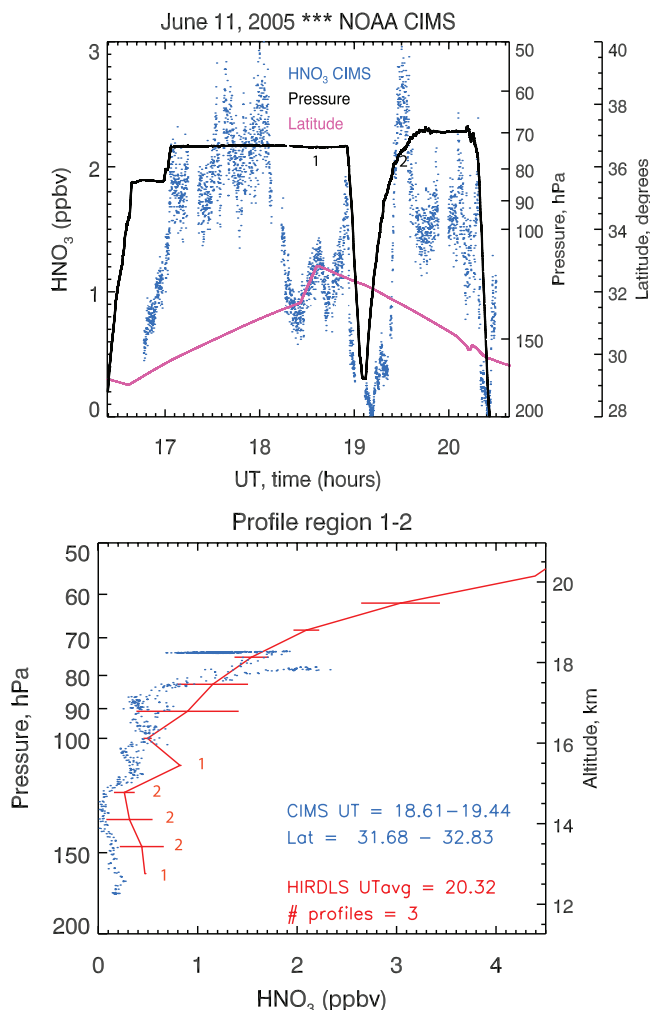 June 11, 2005 *** NOAA CIMS
3
2
1
0
HNO₃ (ppbv)
HNO₃ CIMS
Pressure
Latitude
1
2
50
70
80
90
100
150
200
Pressure, hPa
40
38
36
34
32
30
28
Latitude, degrees
17 18 19 20
UT, time (hours)
Profile region 1-2
50
60
70
80
90
100
150
200
Pressure, hPa
1
2
2
2
1
CIMS UT = 18.61-19.44
Lat = 31.68 - 32.83
HIRDLS UTavg = 20.32
# profiles = 3
20
18
16
14
12
Altitude, km
0 1 2 3 4
HNO₃ (ppbv)